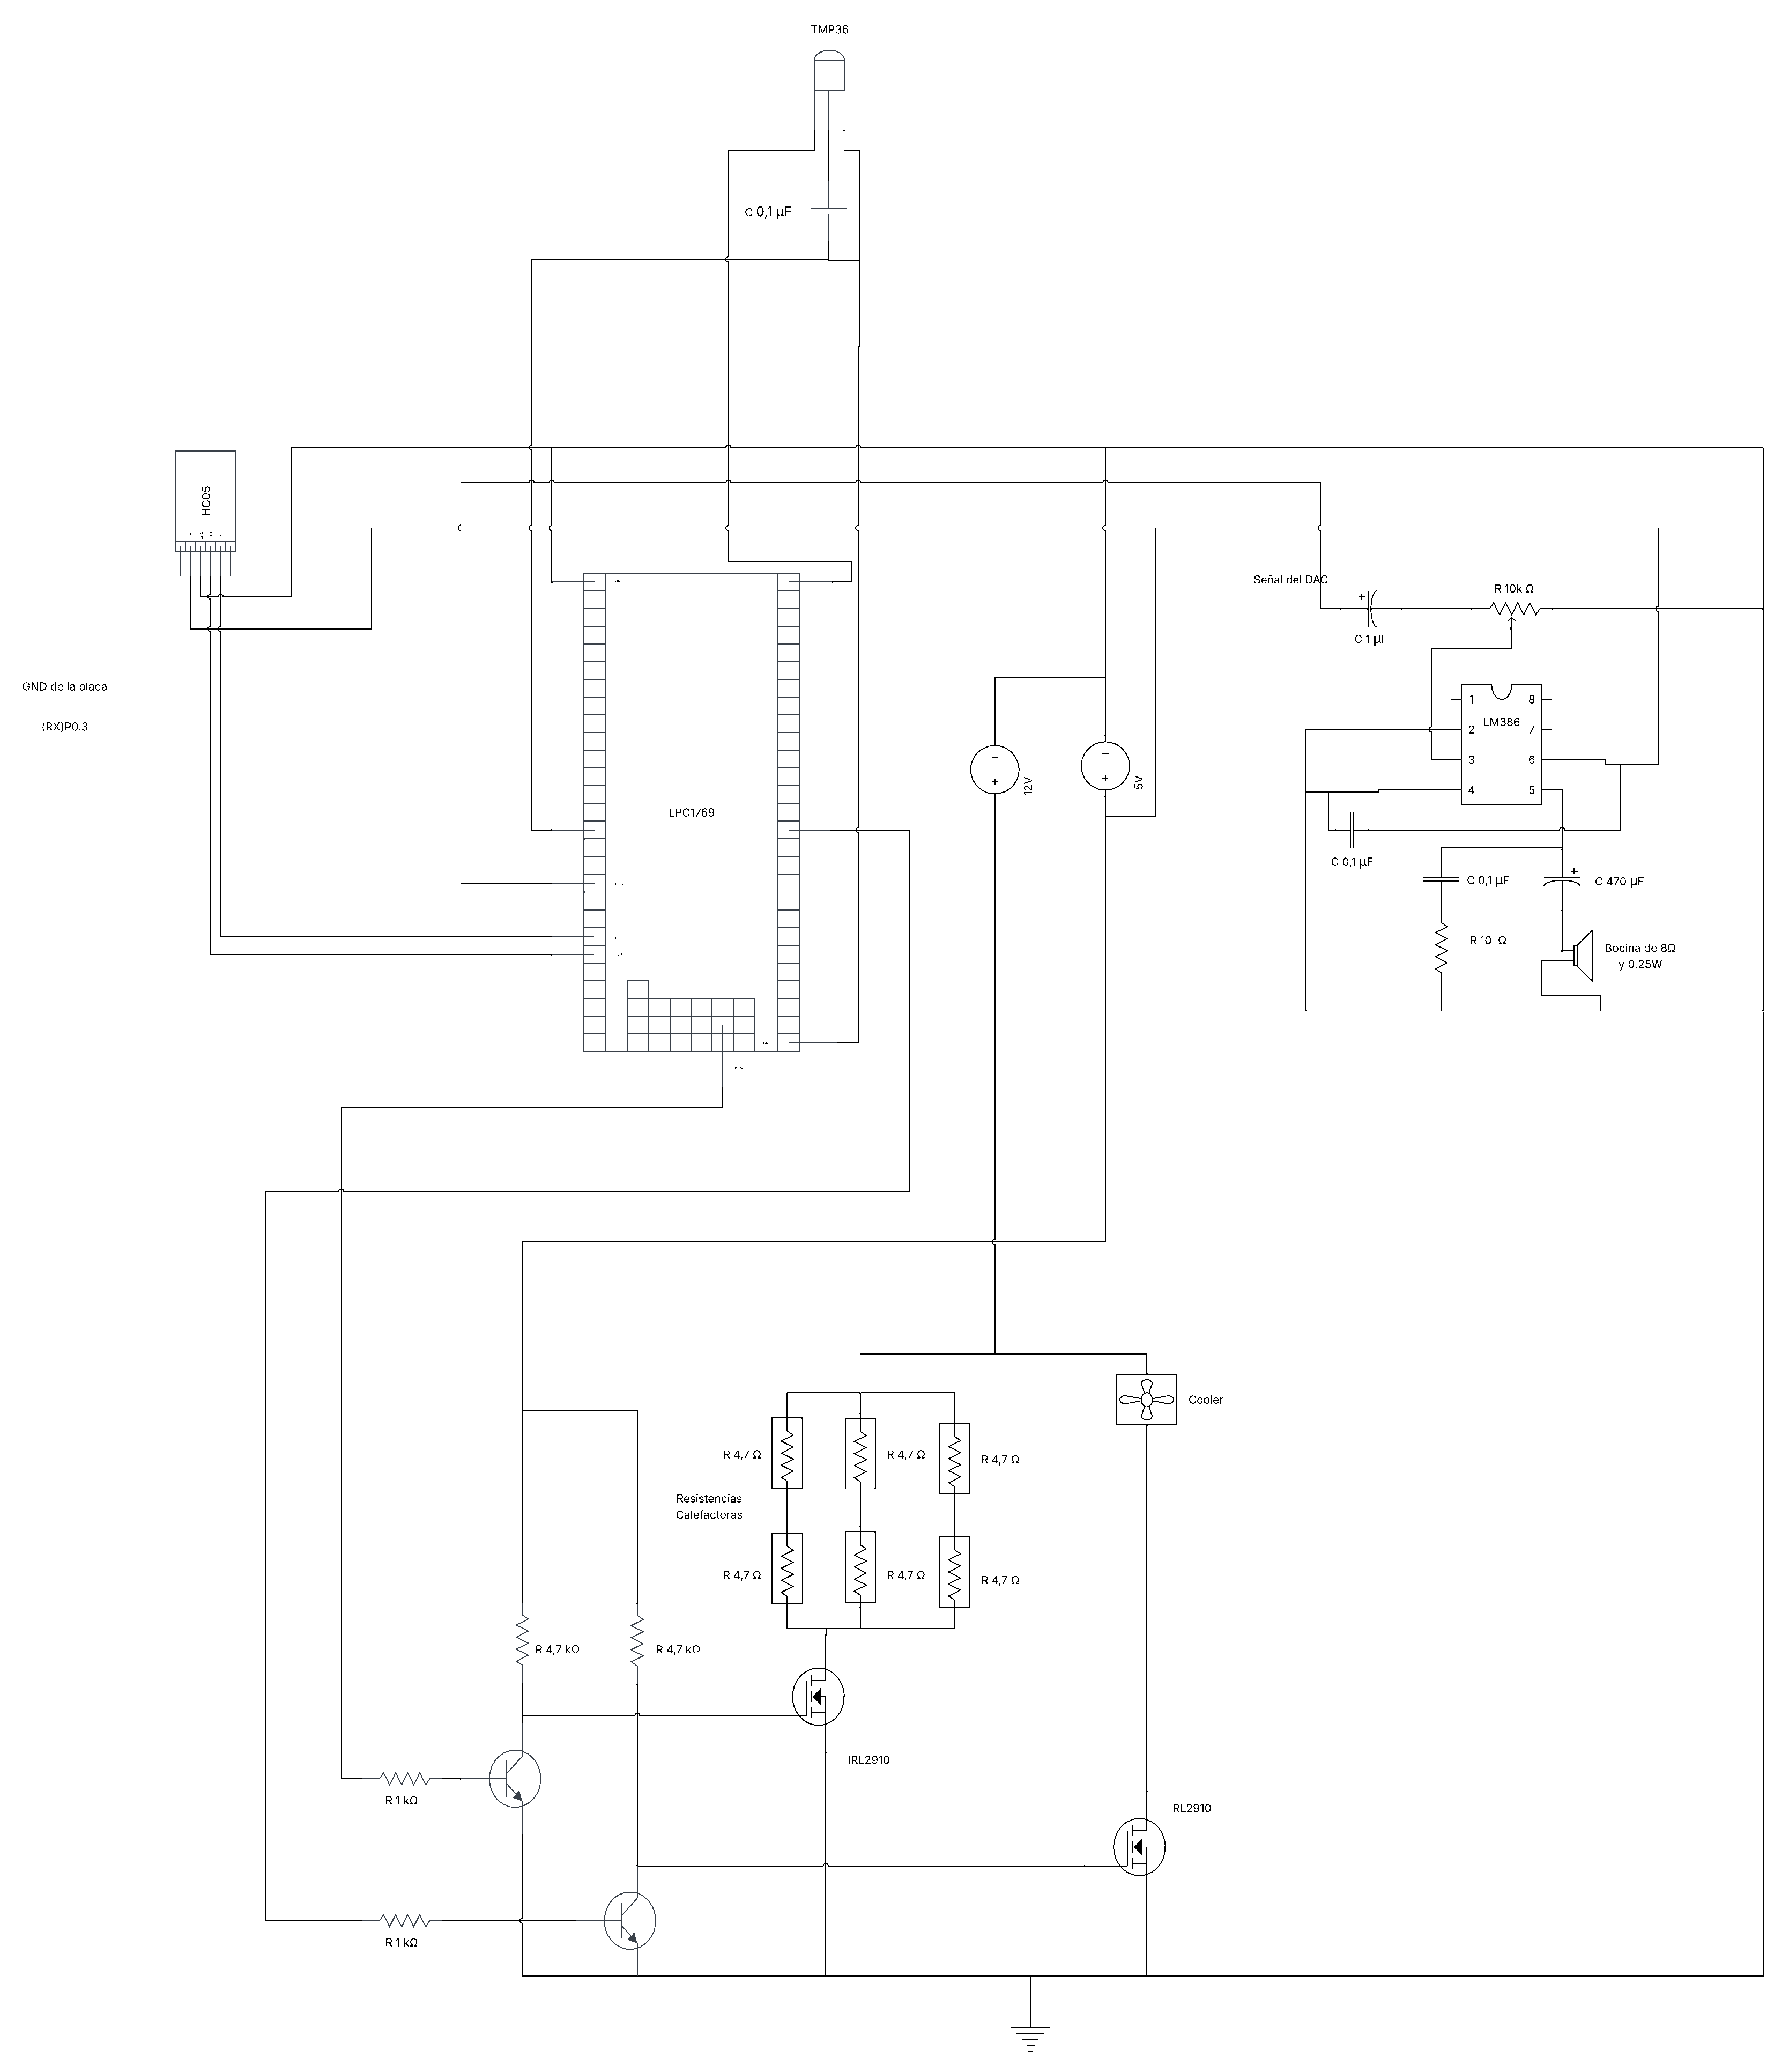 TMP36
C 0,1 µF
HC05
Señal del DAC
R 10k Ω
+
C 1 µF
GND de la placa
(RX)P0.3
LPC1769
12V
5V
LM386
1
2
3
4
8
7
6
5
C 0,1 µF
C 0,1 µF
+
C 470 µF
R 10 Ω
Bocina de 8Ω
y 0.25W
Cooler
R 4,7 Ω
R 4,7 Ω
R 4,7 Ω
Resistencias
Calefactoras
R 4,7 Ω
R 4,7 Ω
R 4,7 Ω
R 4,7 kΩ
R 4,7 kΩ
IRL2910
IRL2910
R 1 kΩ
R 1 kΩ